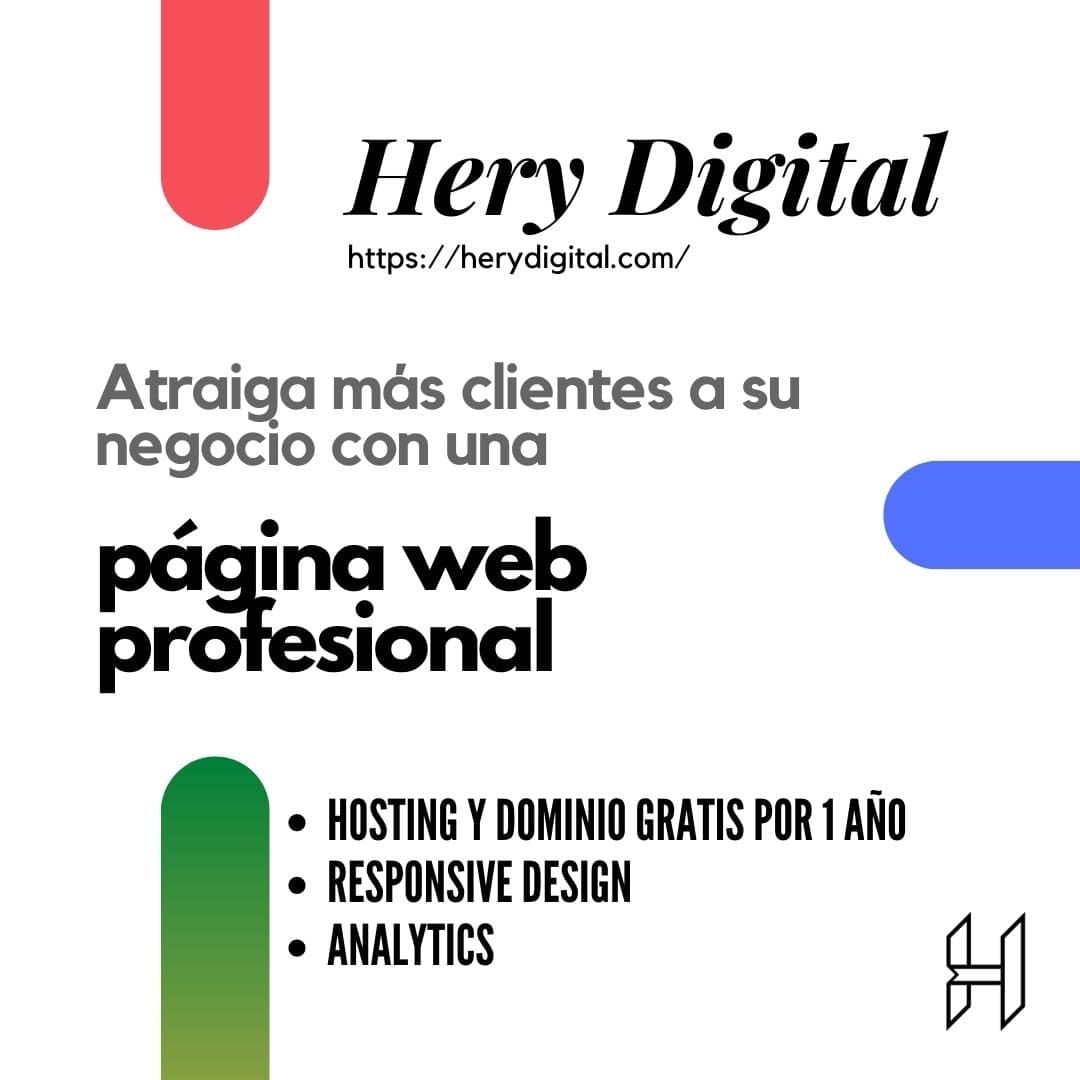 Hery Digital
https://herydigital.com/
Atraiga más clientes a su
negocio con una
página web
profesional
• HOSTING Y DOMINIO GRATIS POR 1 AÑO
• RESPONSIVE DESIGN
• ANALYTICS
H